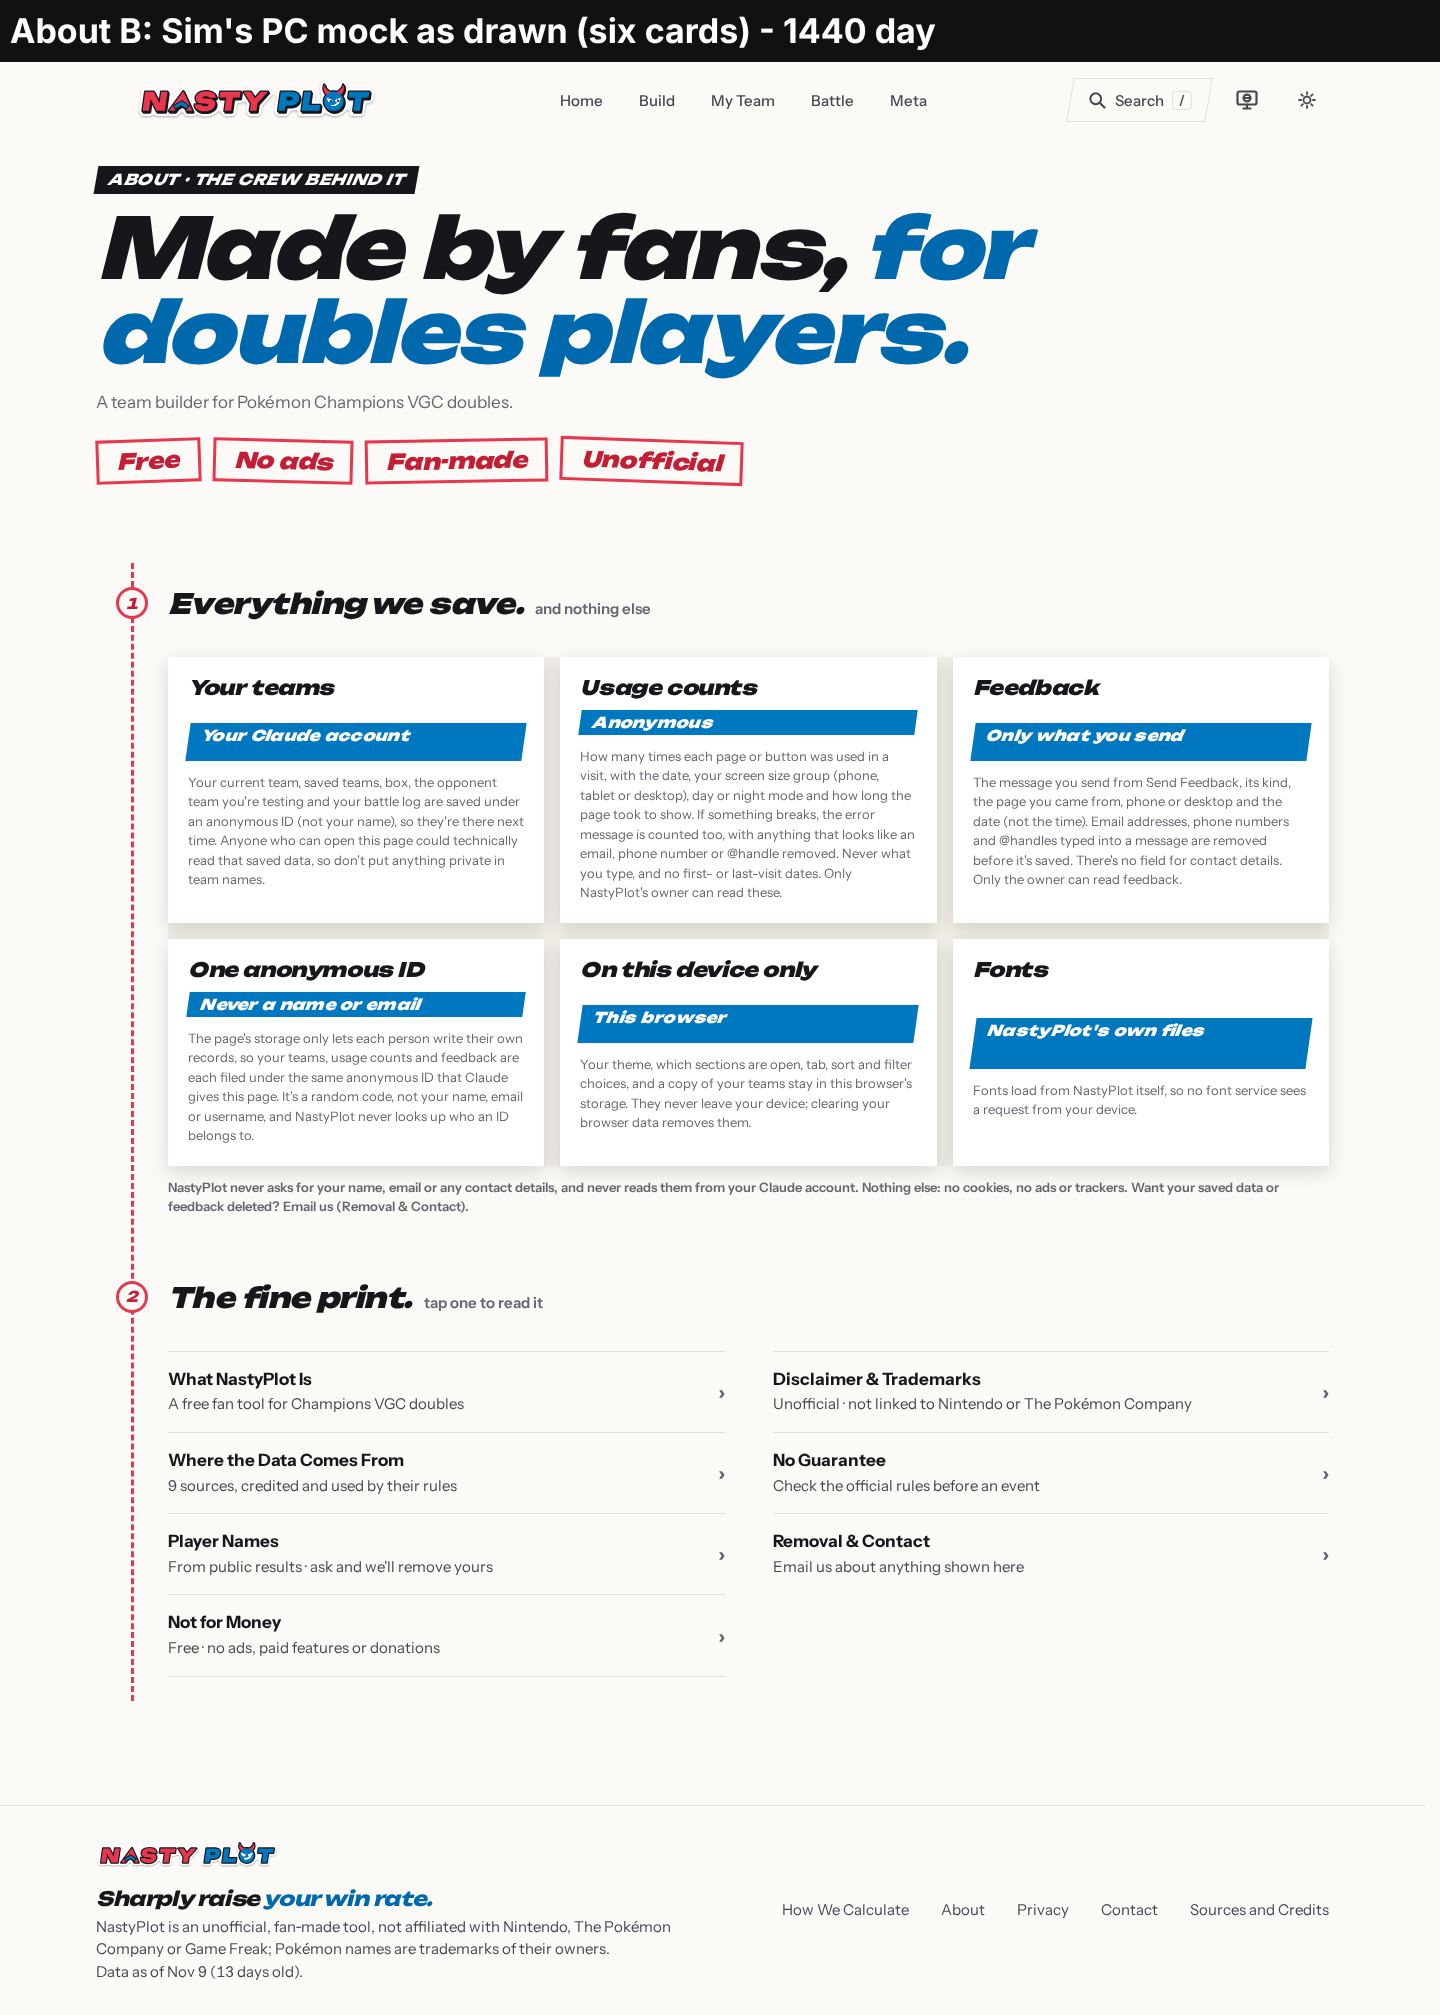 About B: Sim's PC mock as drawn (six cards) - 1440 day
NASTY PLOT
Home Build My Team Battle Meta
Search /
ABOUT · THE CREW BEHIND IT
Made by fans, for
doubles players.
A team builder for Pokémon Champions VGC doubles.
Free No ads Fan-made Unofficial
1 Everything we save. and nothing else
Your teams
Your Claude account
Your current team, saved teams, box, the opponent
team you're testing and your battle log are saved under
an anonymous ID (not your name), so they're there next
time. Anyone who can open this page could technically
read that saved data, so don't put anything private in
team names.
Usage counts
Anonymous
How many times each page or button was used in a
visit, with the date, your screen size group (phone,
tablet or desktop), day or night mode and how long the
page took to show. If something breaks, the error
message is counted too, with anything that looks like an
email, phone number or @handle removed. Never what
you type, and no first- or last-visit dates. Only
NastyPlot's owner can read these.
Feedback
Only what you send
The message you send from Send Feedback, its kind,
the page you came from, phone or desktop and the
date (not the time). Email addresses, phone numbers
and @handles typed into a message are removed
before it's saved. There's no field for contact details.
Only the owner can read feedback.
One anonymous ID
Never a name or email
The page's storage only lets each person write their own
records, so your teams, usage counts and feedback are
each filed under the same anonymous ID that Claude
gives this page. It's a random code, not your name, email
or username, and NastyPlot never looks up who an ID
belongs to.
On this device only
This browser
Your theme, which sections are open, tab, sort and filter
choices, and a copy of your teams stay in this browser's
storage. They never leave your device; clearing your
browser data removes them.
Fonts
NastyPlot's own files
Fonts load from NastyPlot itself, so no font service sees
a request from your device.
NastyPlot never asks for your name, email or any contact details, and never reads them from your Claude account. Nothing else: no cookies, no ads or trackers. Want your saved data or
feedback deleted? Email us (Removal & Contact).
2 The fine print. tap one to read it
What NastyPlot Is
A free fan tool for Champions VGC doubles
›
Where the Data Comes From
9 sources, credited and used by their rules
›
Player Names
From public results · ask and we'll remove yours
›
Not for Money
Free · no ads, paid features or donations
›
Disclaimer & Trademarks
Unofficial · not linked to Nintendo or The Pokémon Company
›
No Guarantee
Check the official rules before an event
›
Removal & Contact
Email us about anything shown here
›
NASTY PLOT
Sharply raise your win rate.
NastyPlot is an unofficial, fan-made tool, not affiliated with Nintendo, The Pokémon
Company or Game Freak; Pokémon names are trademarks of their owners.
Data as of Nov 9 (13 days old).
How We Calculate About Privacy Contact Sources and Credits